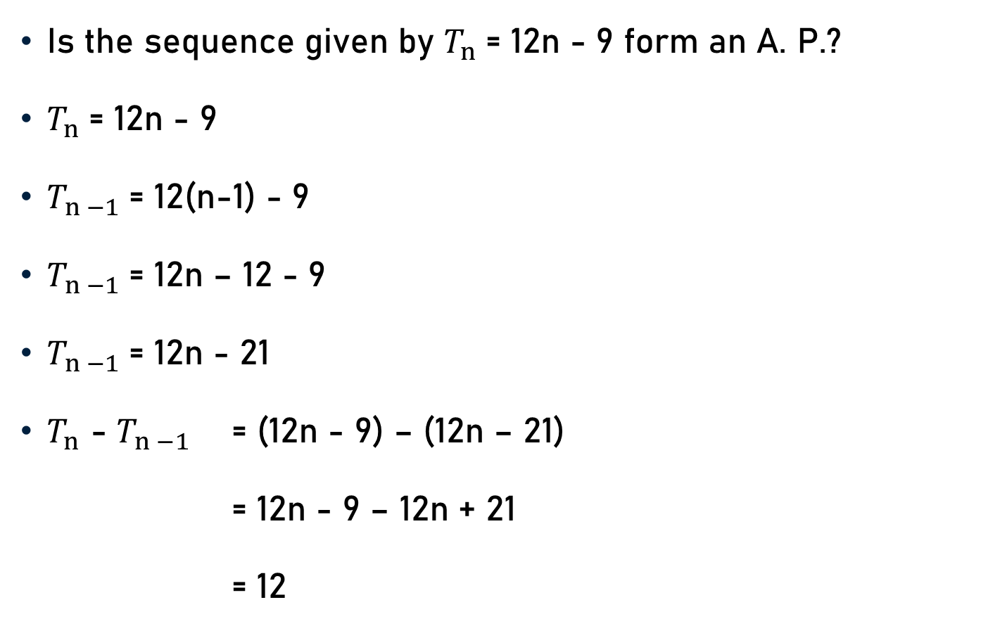 • Is the sequence given by Tₙ = 12n - 9 form an A. P.?
• Tₙ = 12n - 9
• Tₙ ₋₁ = 12(n-1) - 9
• Tₙ ₋₁ = 12n – 12 - 9
• Tₙ ₋₁ = 12n - 21
• Tₙ - Tₙ ₋₁ = (12n - 9) – (12n – 21)
= 12n - 9 – 12n + 21
= 12